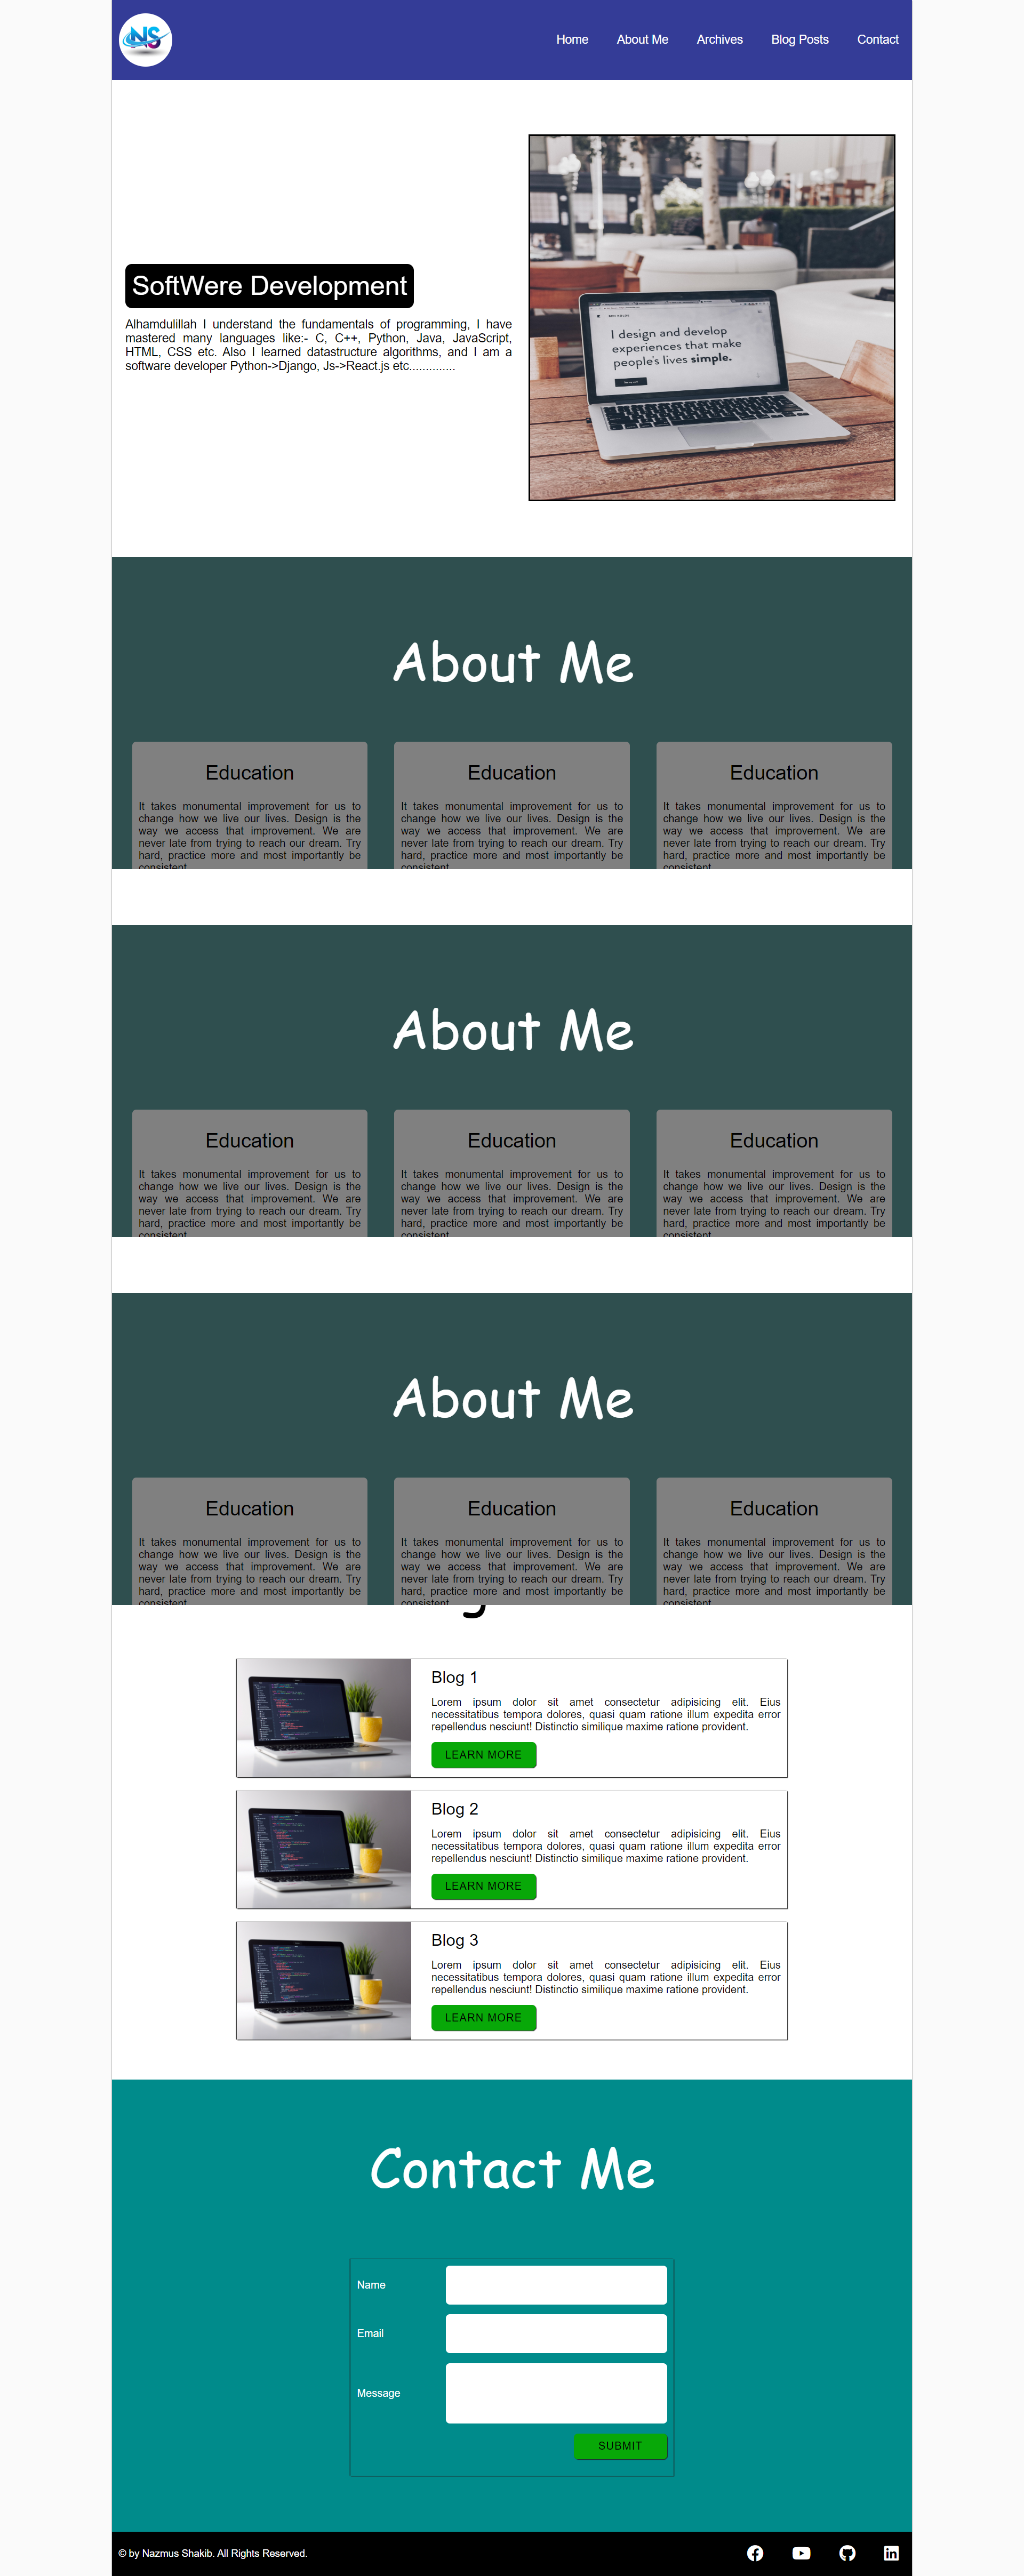 NS
Home About Me Archives Blog Posts Contact
SoftWere Development
Alhamdulillah I understand the fundamentals of programming, I have
mastered many languages like:- C, C++, Python, Java, JavaScript,
HTML, CSS etc. Also I learned datastructure algorithms, and I am a
software developer Python->Django, Js->React.js etc..............
I design and develop
experiences that make
people's lives simple.
About Me
Education
It takes monumental improvement for us to
change how we live our lives. Design is the
way we access that improvement. We are
never late from trying to reach our dream. Try
hard, practice more and most importantly be
consistent
Education
It takes monumental improvement for us to
change how we live our lives. Design is the
way we access that improvement. We are
never late from trying to reach our dream. Try
hard, practice more and most importantly be
consistent
Education
It takes monumental improvement for us to
change how we live our lives. Design is the
way we access that improvement. We are
never late from trying to reach our dream. Try
hard, practice more and most importantly be
consistent
About Me
Education
It takes monumental improvement for us to
change how we live our lives. Design is the
way we access that improvement. We are
never late from trying to reach our dream. Try
hard, practice more and most importantly be
consistent
Education
It takes monumental improvement for us to
change how we live our lives. Design is the
way we access that improvement. We are
never late from trying to reach our dream. Try
hard, practice more and most importantly be
consistent
Education
It takes monumental improvement for us to
change how we live our lives. Design is the
way we access that improvement. We are
never late from trying to reach our dream. Try
hard, practice more and most importantly be
consistent
About Me
Education
It takes monumental improvement for us to
change how we live our lives. Design is the
way we access that improvement. We are
never late from trying to reach our dream. Try
hard, practice more and most importantly be
consistent
Education
It takes monumental improvement for us to
change how we live our lives. Design is the
way we access that improvement. We are
never late from trying to reach our dream. Try
hard, practice more and most importantly be
consistent
Education
It takes monumental improvement for us to
change how we live our lives. Design is the
way we access that improvement. We are
never late from trying to reach our dream. Try
hard, practice more and most importantly be
consistent
Blog 1
Lorem ipsum dolor sit amet consectetur adipisicing elit. Eius
necessitatibus tempora dolores, quasi quam ratione illum expedita error
repellendus nesciunt! Distinctio similique maxime ratione provident.
LEARN MORE
Blog 2
Lorem ipsum dolor sit amet consectetur adipisicing elit. Eius
necessitatibus tempora dolores, quasi quam ratione illum expedita error
repellendus nesciunt! Distinctio similique maxime ratione provident.
LEARN MORE
Blog 3
Lorem ipsum dolor sit amet consectetur adipisicing elit. Eius
necessitatibus tempora dolores, quasi quam ratione illum expedita error
repellendus nesciunt! Distinctio similique maxime ratione provident.
LEARN MORE
Contact Me
Name
Email
Message
SUBMIT
© by Nazmus Shakib. All Rights Reserved.